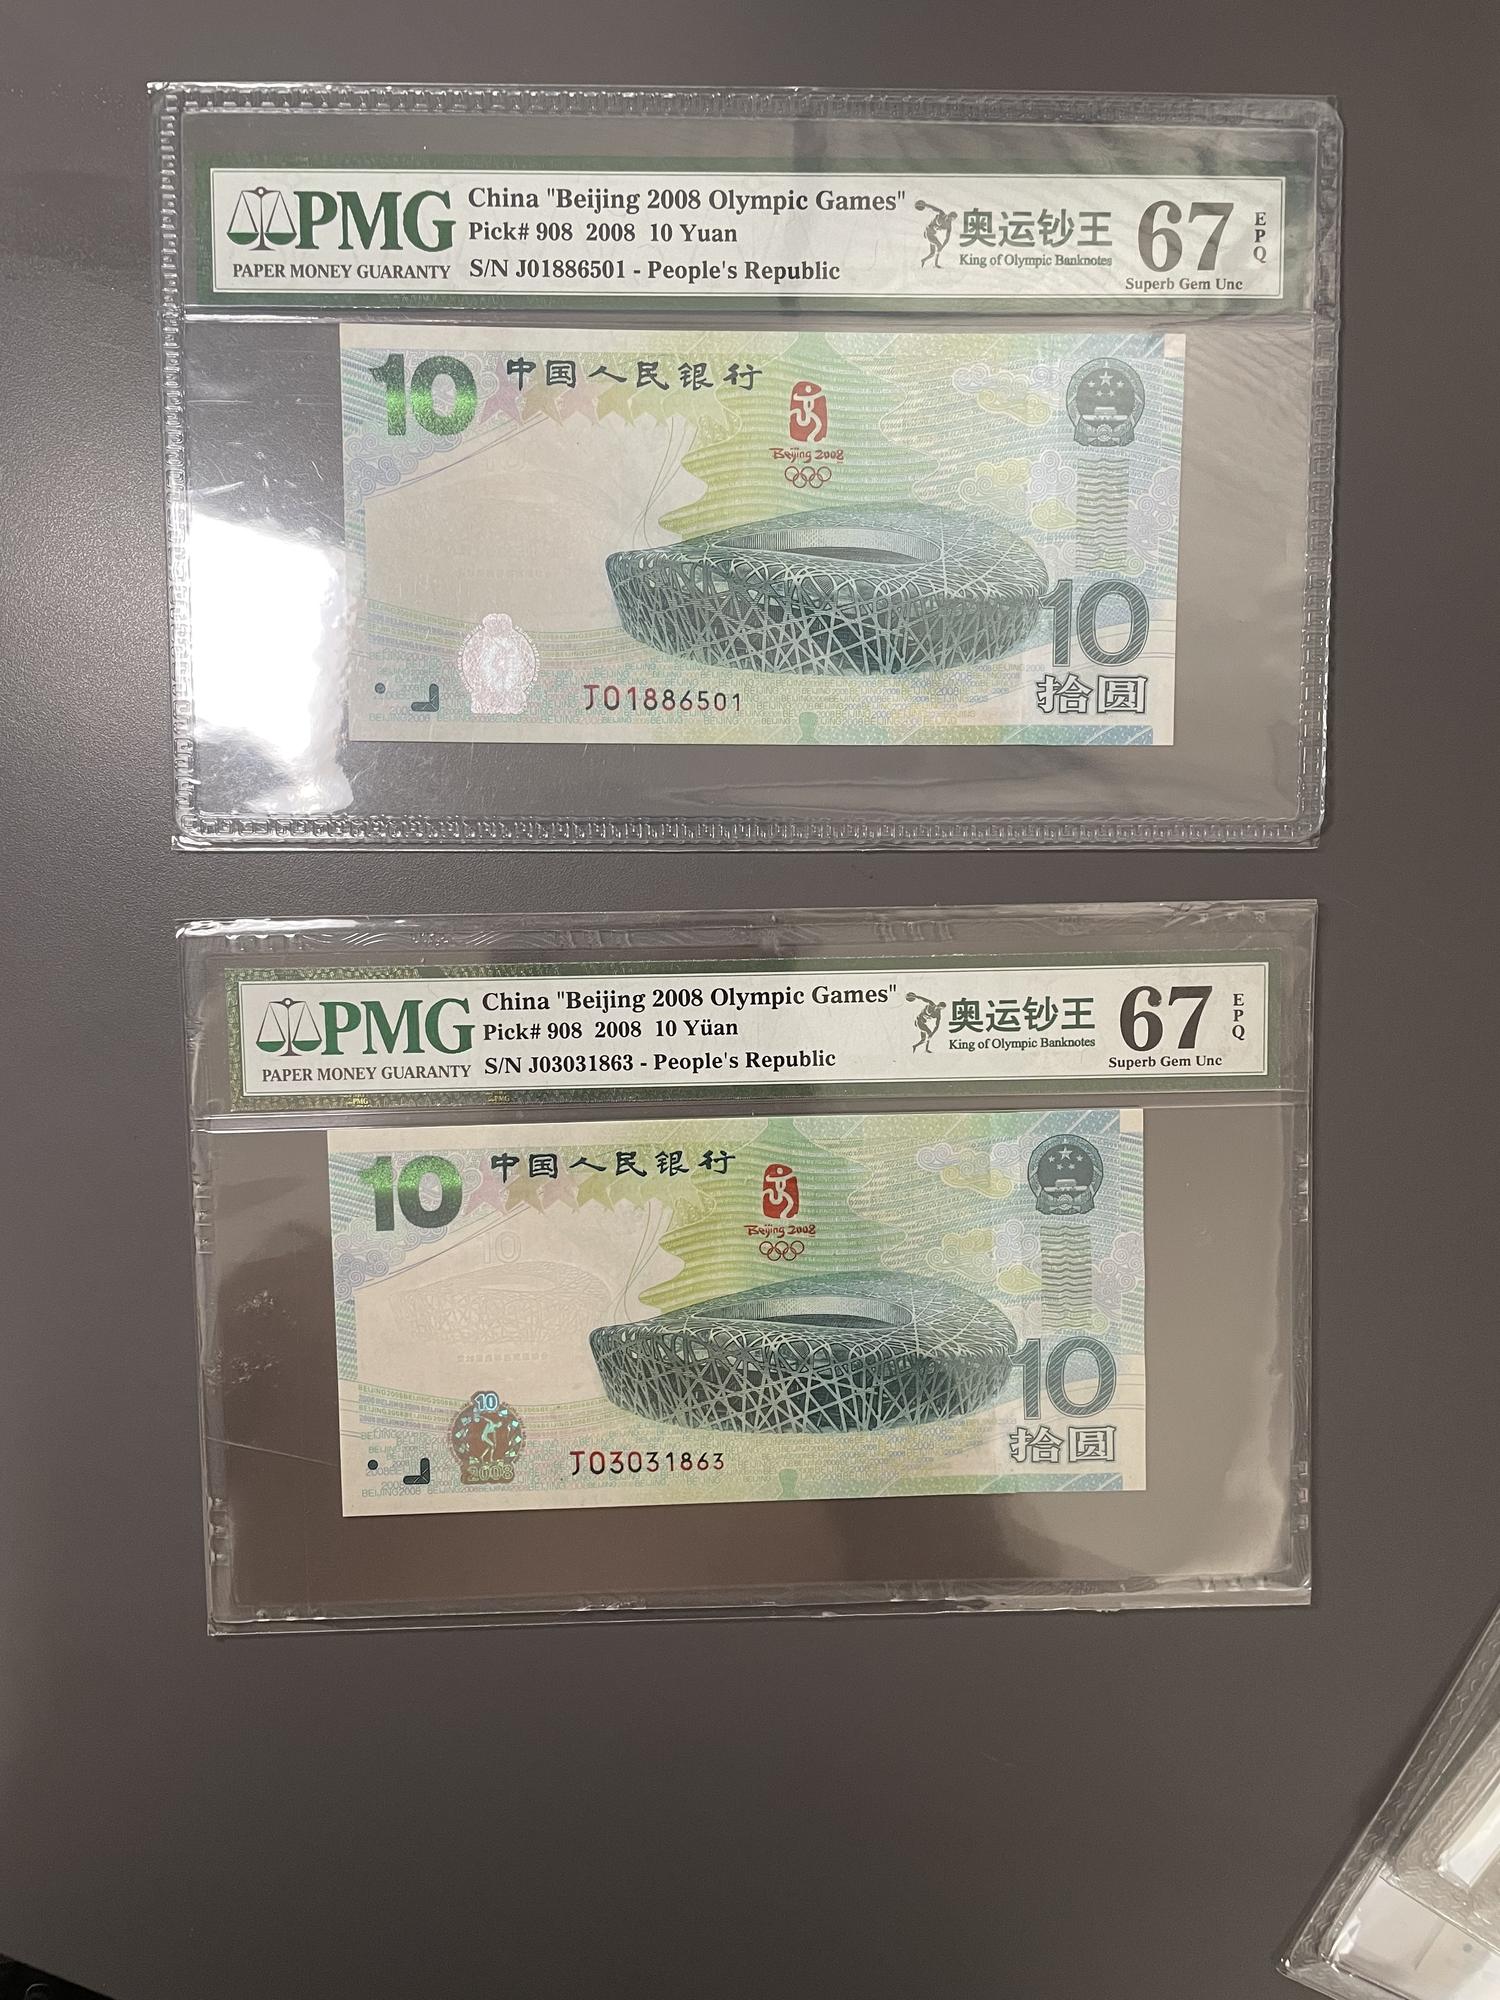 PMG
PAPER MONEY GUARANTY
China "Beijing 2008 Olympic Games"
Pick# 908 2008 10 Yuan
S/N J01886501 - People's Republic
奥运钞王
King of Olympic Banknotes
67
EPQ
Superb Gem Unc
10
中国人民银行
Beijing 2008
J01886501
10
拾圆
PMG
PAPER MONEY GUARANTY
China "Beijing 2008 Olympic Games"
Pick# 908 2008 10 Yüan
S/N J03031863 - People's Republic
奥运钞王
King of Olympic Banknotes
67
EPQ
Superb Gem Unc
10
中国人民银行
Beijing 2008
10
10
2008
J03031863
10
拾圆